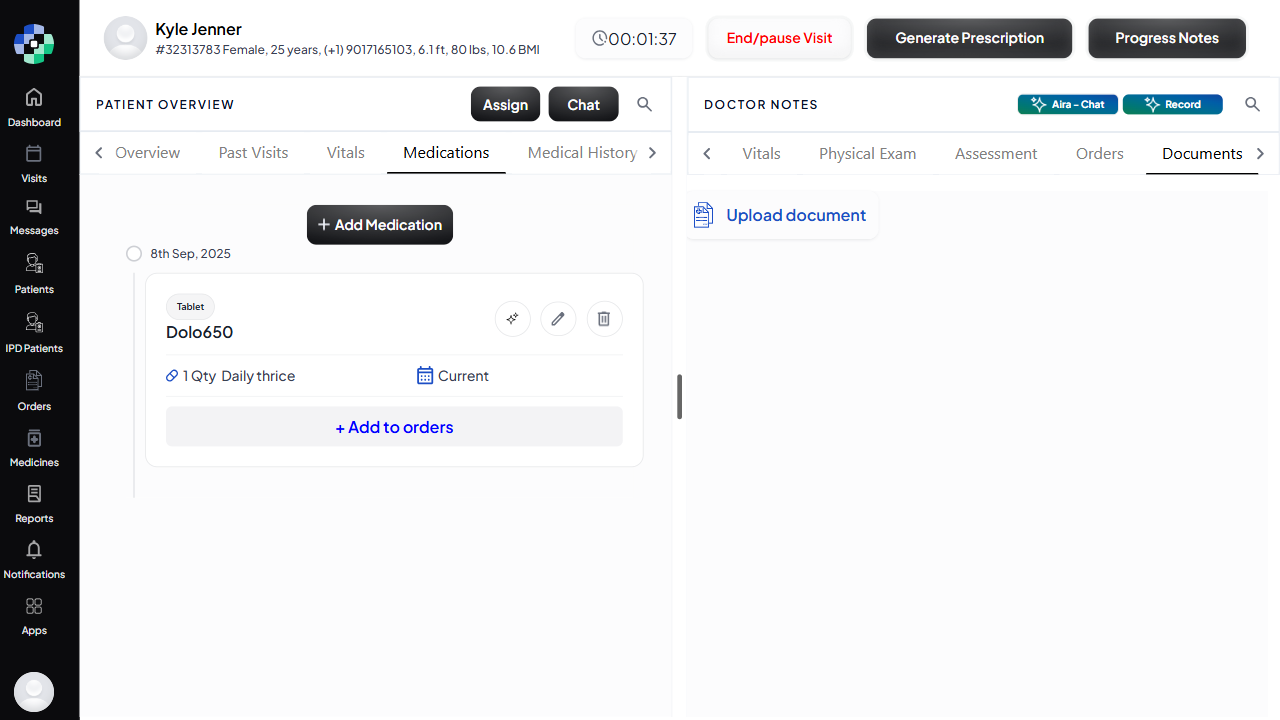 Kyle Jenner
#32313783 Female, 25 years, (+1) 9017165103, 6.1 ft, 80 lbs, 10.6 BMI
00:01:37
End/pause Visit
Generate Prescription
Progress Notes
Dashboard
Visits
Messages
Patients
IPD Patients
Orders
Medicines
Reports
Notifications
Apps
PATIENT OVERVIEW
Assign
Chat
Overview
Past Visits
Vitals
Medications
Medical History
+ Add Medication
8th Sep, 2025
Tablet
Dolo650
1 Qty Daily thrice
Current
+ Add to orders
DOCTOR NOTES
Aira - Chat
Record
Vitals
Physical Exam
Assessment
Orders
Documents
Upload document